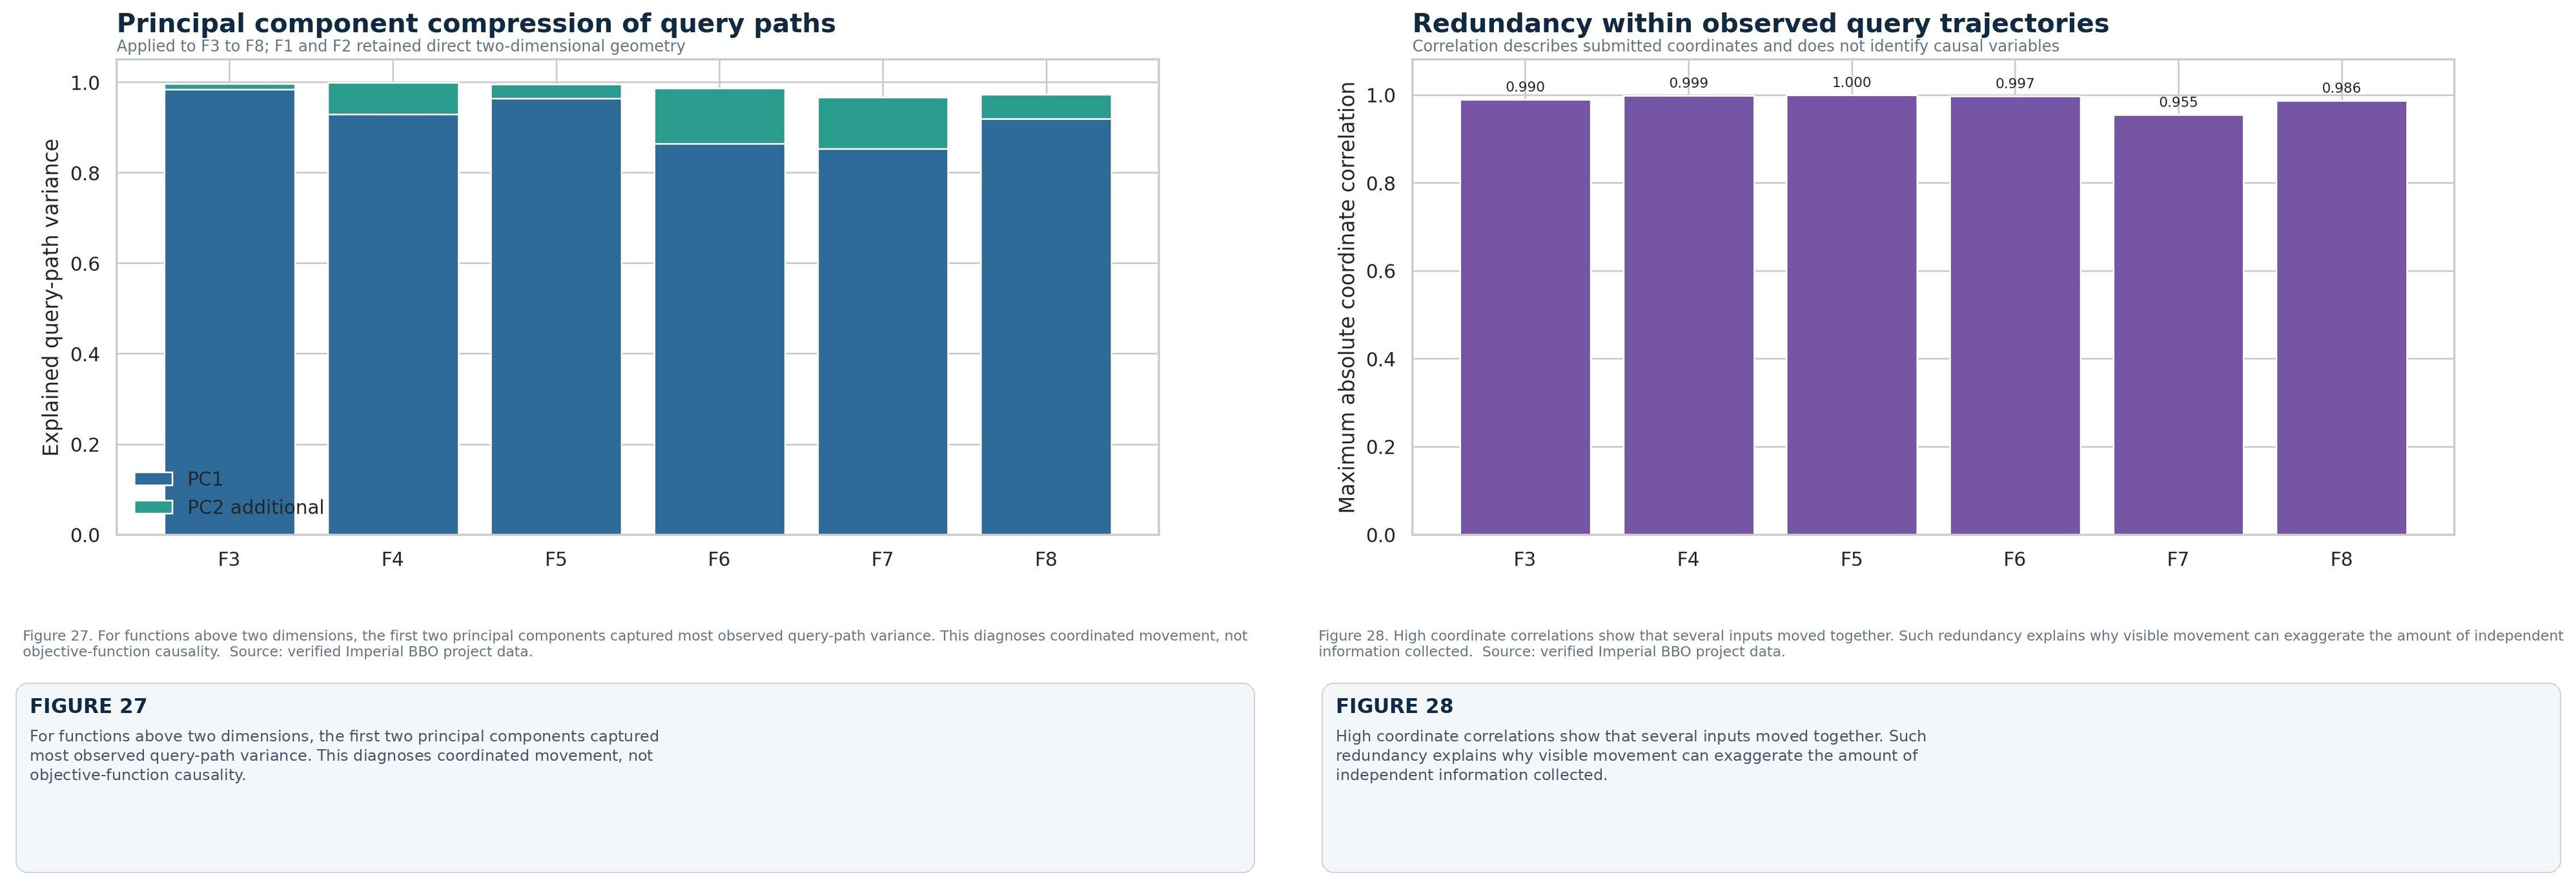 Principal component compression of query paths
Applied to F3 to F8; F1 and F2 retained direct two-dimensional geometry
Explained query-path variance
1.0
0.8
0.6
0.4
0.2
0.0
PC1
PC2 additional
F3 F4 F5 F6 F7 F8
Figure 27. For functions above two dimensions, the first two principal components captured most observed query-path variance. This diagnoses coordinated movement, not
objective-function causality.  Source: verified Imperial BBO project data.
FIGURE 27
For functions above two dimensions, the first two principal components captured
most observed query-path variance. This diagnoses coordinated movement, not
objective-function causality.
Redundancy within observed query trajectories
Correlation describes submitted coordinates and does not identify causal variables
Maximum absolute coordinate correlation
1.0
0.8
0.6
0.4
0.2
0.0
0.990 0.999 1.000 0.997 0.955 0.986
F3 F4 F5 F6 F7 F8
Figure 28. High coordinate correlations show that several inputs moved together. Such redundancy explains why visible movement can exaggerate the amount of independent
information collected.  Source: verified Imperial BBO project data.
FIGURE 28
High coordinate correlations show that several inputs moved together. Such
redundancy explains why visible movement can exaggerate the amount of
independent information collected.